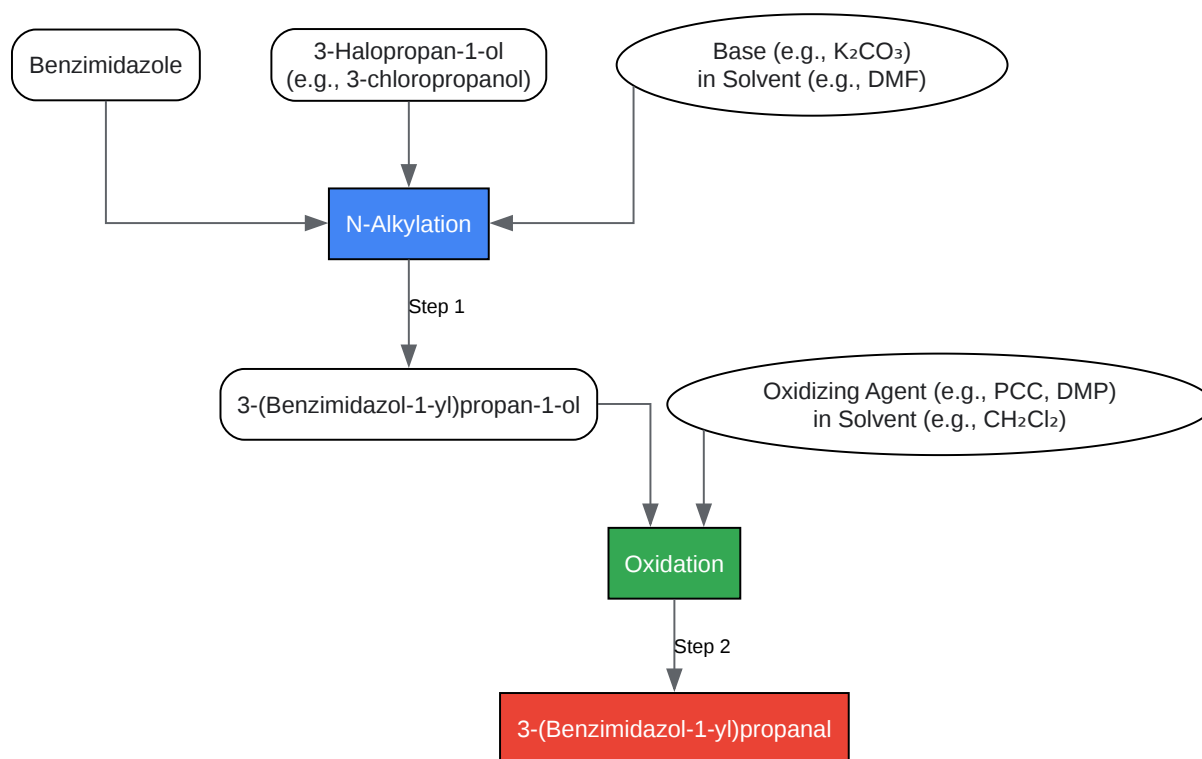 Benzimidazole
3-Halopropan-1-ol
(e.g., 3-chloropropanol)
Base (e.g., K₂CO₃)
in Solvent (e.g., DMF)
N-Alkylation
Step 1
3-(Benzimidazol-1-yl)propan-1-ol
Oxidizing Agent (e.g., PCC, DMP)
in Solvent (e.g., CH₂Cl₂)
Oxidation
Step 2
3-(Benzimidazol-1-yl)propanal